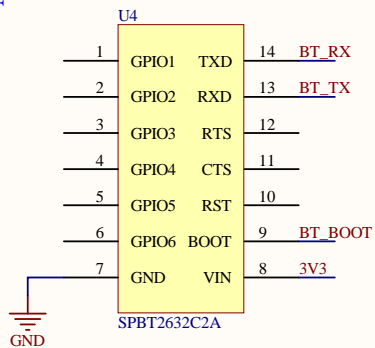 U4
1 GPIO1 TXD 14 BT_RX
2 GPIO2 RXD 13 BT_TX
3 GPIO3 RTS 12
4 GPIO4 CTS 11
5 GPIO5 RST 10
6 GPIO6 BOOT 9 BT_BOOT
7 GND VIN 8 3V3
SPBT2632C2A
GND